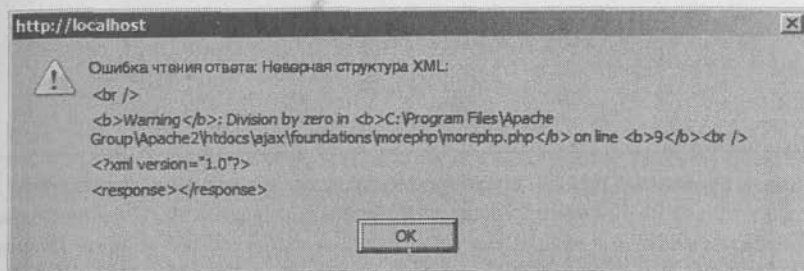 http://localhost
Ошибка чтения ответа: Неверная структура XML:
<br />
<b>Warning</b>: Division by zero in <b>C:\Program Files\Apache
Group\Apache2\htdocs\ajax\foundations\morephp\morephp.php</b> on line <b>9</b><br />
<?xml version="1.0"?>
<response></response>
OK